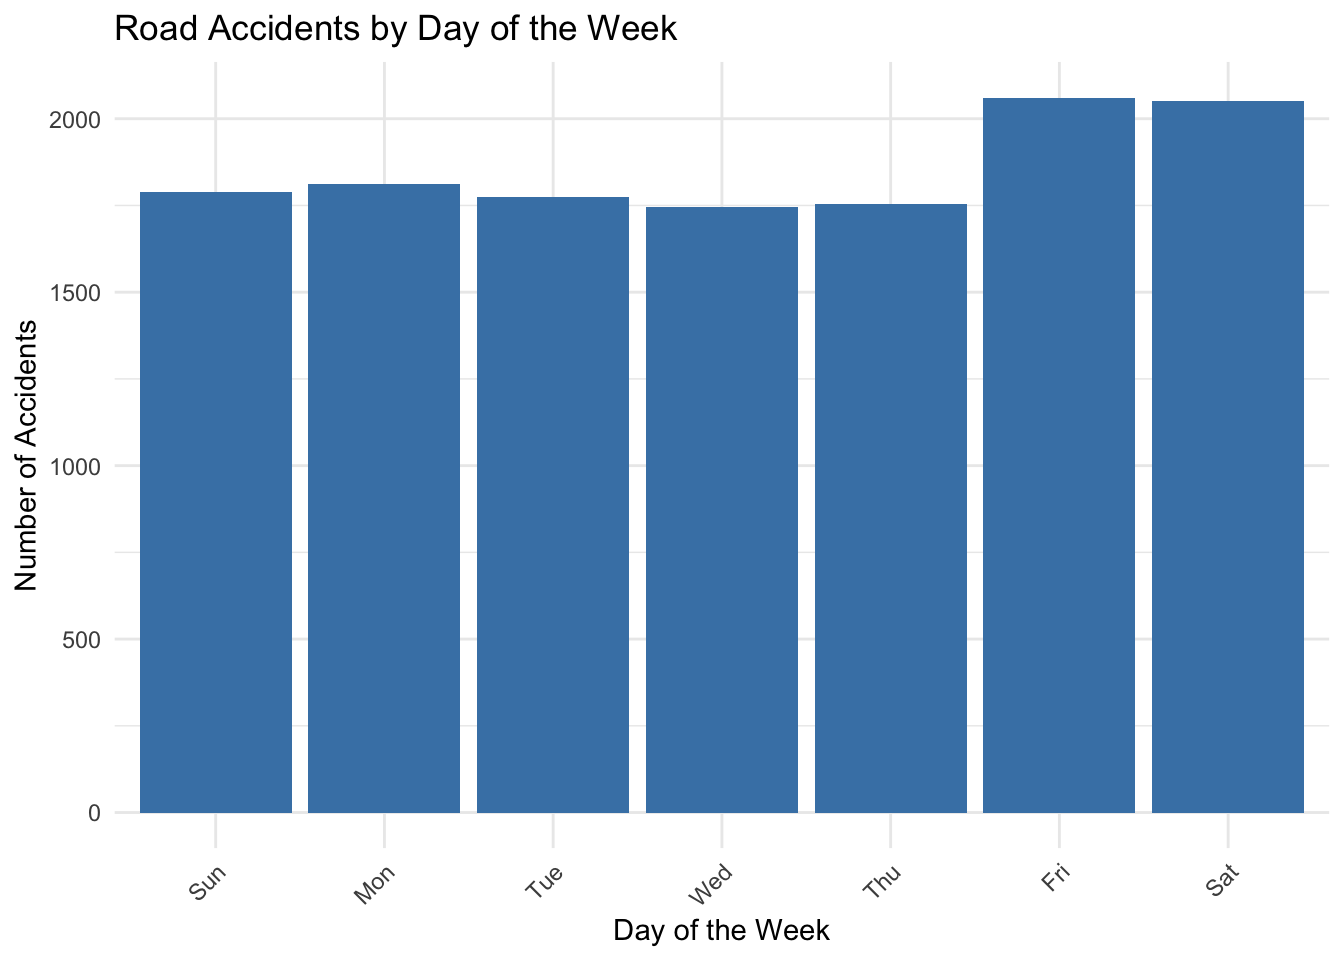 Road Accidents by Day of the Week
Number of Accidents
2000
1500
1000
500
0
Sun
Mon
Tue
Wed
Thu
Fri
Sat
Day of the Week